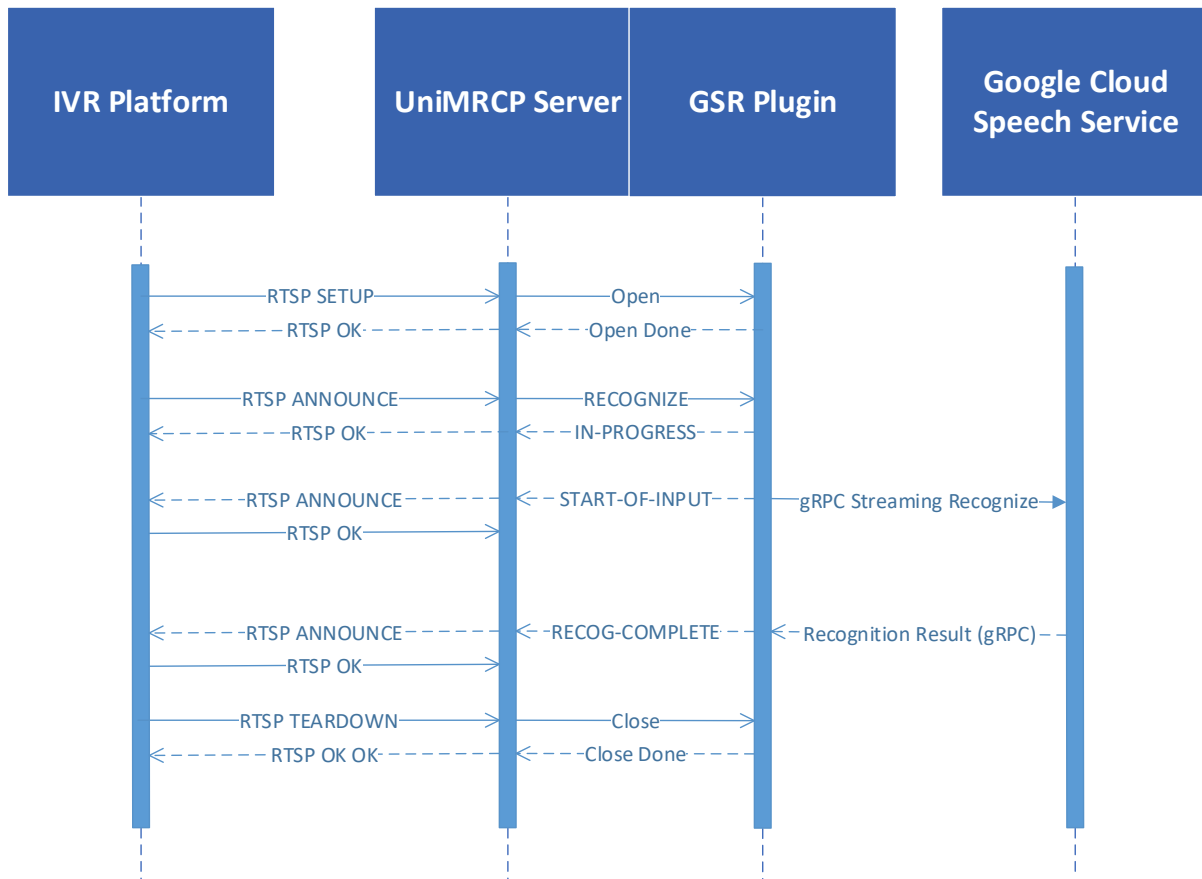 IVR Platform
UniMRCP Server
GSR Plugin
Google Cloud
Speech Service
RTSP SETUP
Open
RTSP OK
Open Done
RTSP ANNOUNCE
RECOGNIZE
RTSP OK
IN-PROGRESS
RTSP ANNOUNCE
START-OF-INPUT
gRPC Streaming Recognize
RTSP OK
RTSP ANNOUNCE
RECOG-COMPLETE
Recognition Result (gRPC)
RTSP OK
RTSP TEARDOWN
Close
RTSP OK OK
Close Done